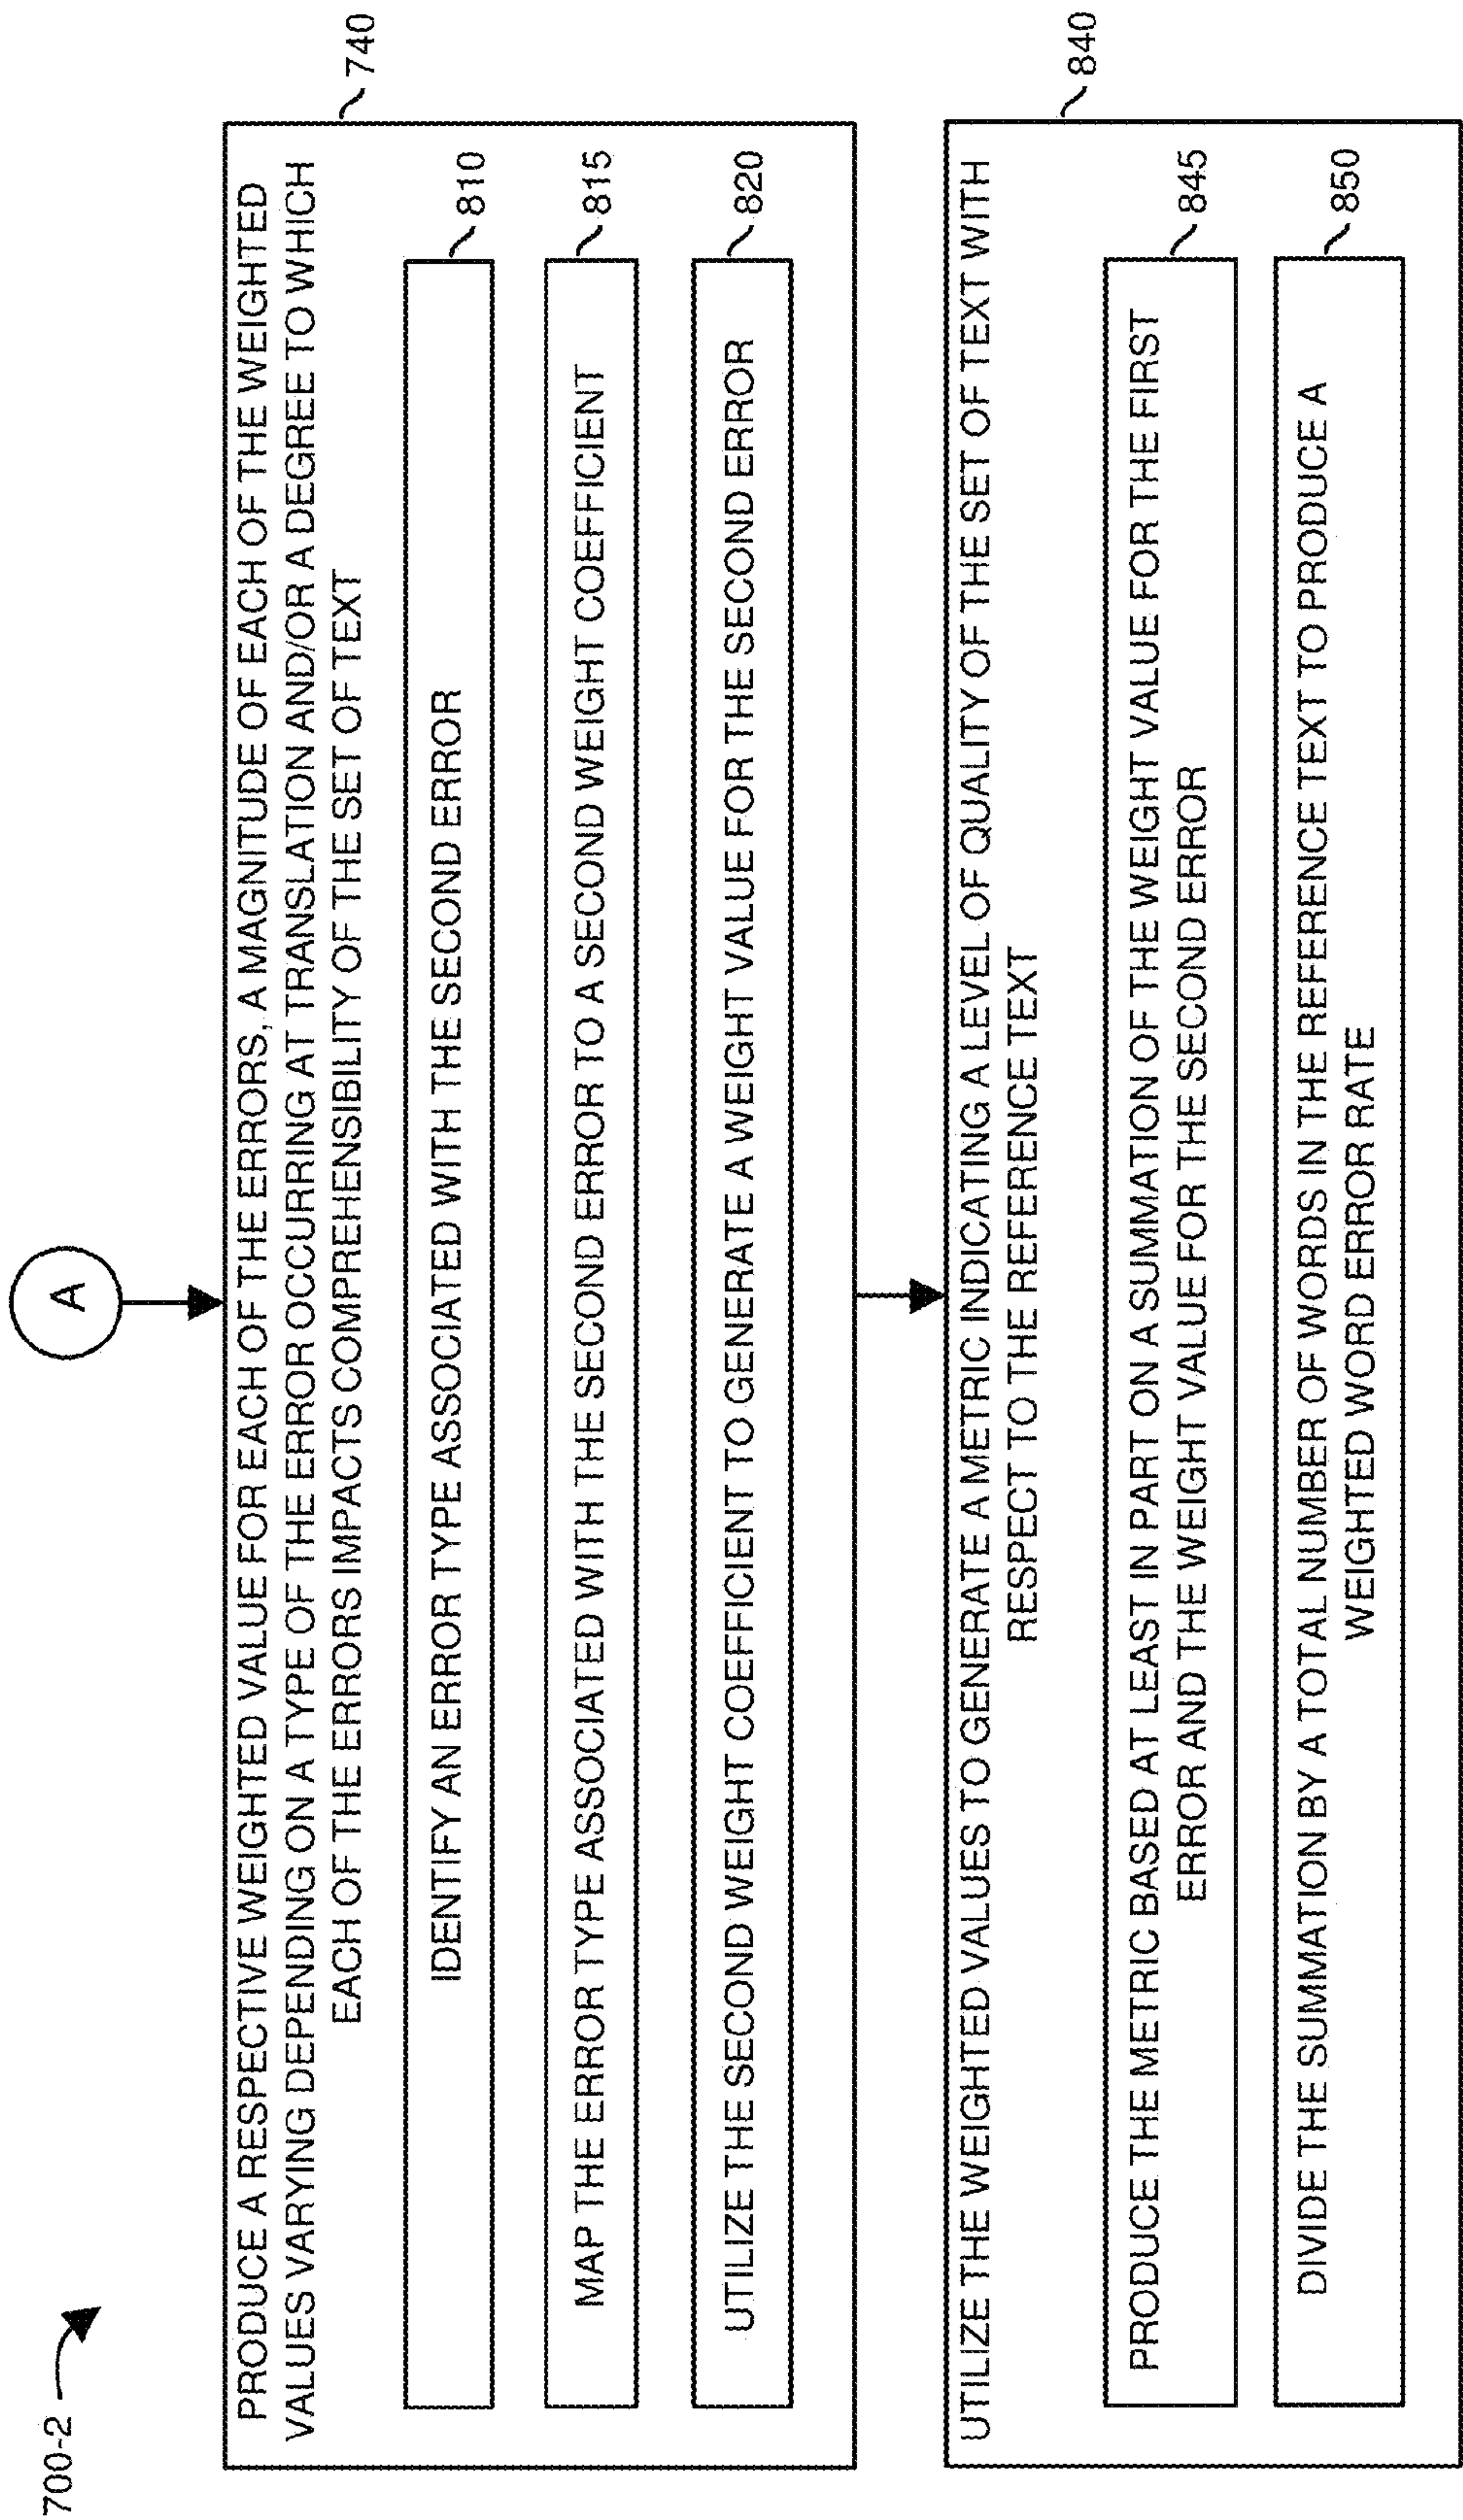 700-2
A
PRODUCE A RESPECTIVE WEIGHTED VALUE FOR EACH OF THE ERRORS, A MAGNITUDE OF EACH OF THE WEIGHTED
VALUES VARYING DEPENDING ON A TYPE OF THE ERROR OCCURRING AT TRANSLATION AND/OR A DEGREE TO WHICH
EACH OF THE ERRORS IMPACTS COMPREHENSIBILITY OF THE SET OF TEXT
740
IDENTIFY AN ERROR TYPE ASSOCIATED WITH THE SECOND ERROR
810
MAP THE ERROR TYPE ASSOCIATED WITH THE SECOND ERROR TO A SECOND WEIGHT COEFFICIENT
815
UTILIZE THE SECOND WEIGHT COEFFICIENT TO GENERATE A WEIGHT VALUE FOR THE SECOND ERROR
820
UTILIZE THE WEIGHTED VALUES TO GENERATE A METRIC INDICATING A LEVEL OF QUALITY OF THE SET OF TEXT WITH
RESPECT TO THE REFERENCE TEXT
840
PRODUCE THE METRIC BASED AT LEAST IN PART ON A SUMMATION OF THE WEIGHT VALUE FOR THE FIRST
ERROR AND THE WEIGHT VALUE FOR THE SECOND ERROR
845
DIVIDE THE SUMMATION BY A TOTAL NUMBER OF WORDS IN THE REFERENCE TEXT TO PRODUCE A
WEIGHTED WORD ERROR RATE
850